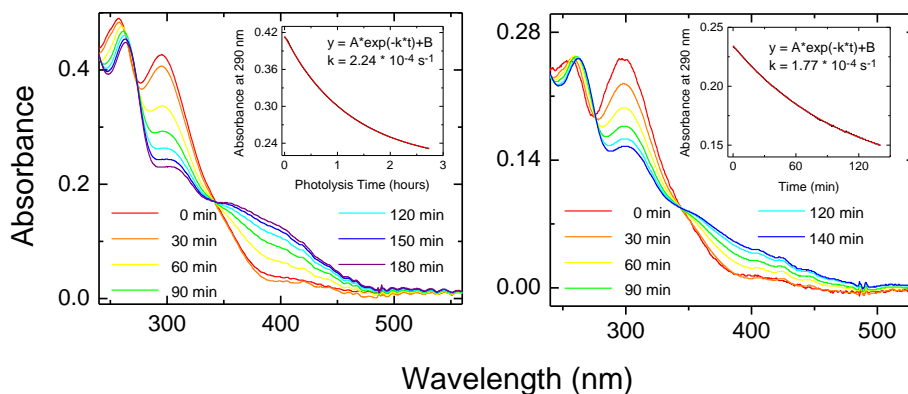 Absorbance
0.4
0.2
0.0
300
400
500
0 min
30 min
60 min
90 min
120 min
150 min
180 min
Absorbance at 290 nm
0.42
0.36
0.30
0.24
0
1
2
3
Photolysis Time (hours)
y = A*exp(-k*t)+B
k = 2.24 * 10⁻⁴ s⁻¹
0.28
0.14
0.00
300
400
500
0 min
30 min
60 min
90 min
120 min
140 min
Absorbance at 290 nm
0.25
0.20
0.15
0
60
120
Time (min)
y = A*exp(-k*t)+B
k = 1.77 * 10⁻⁴ s⁻¹
Wavelength (nm)